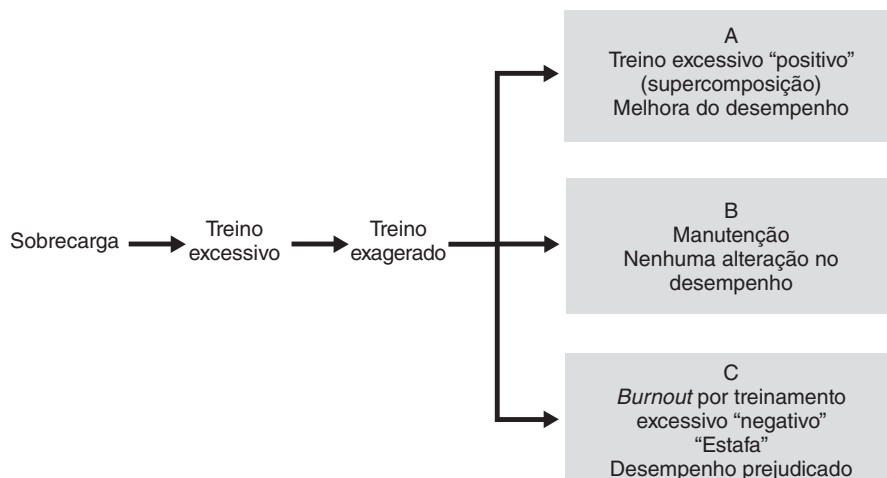 Sobrecarga
Treino
excessivo
Treino
exagerado
A
Treino excessivo “positivo”
(supercomposição)
Melhora do desempenho
B
Manutenção
Nenhuma alteração no
desempenho
C
Burnout por treinamento
excessivo “negativo”
“Estafa”
Desempenho prejudicado